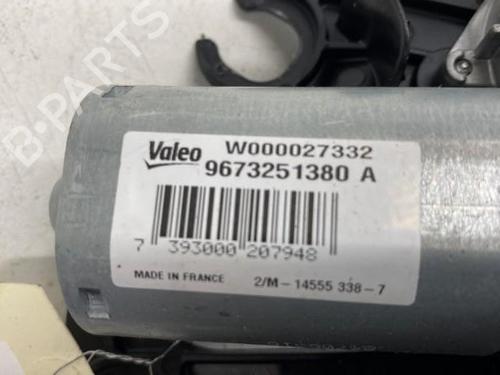 B-PARTS
Valeo W000027332
9673251380 A
7 393000 207948
MADE IN FRANCE 2/M-14555 338-7